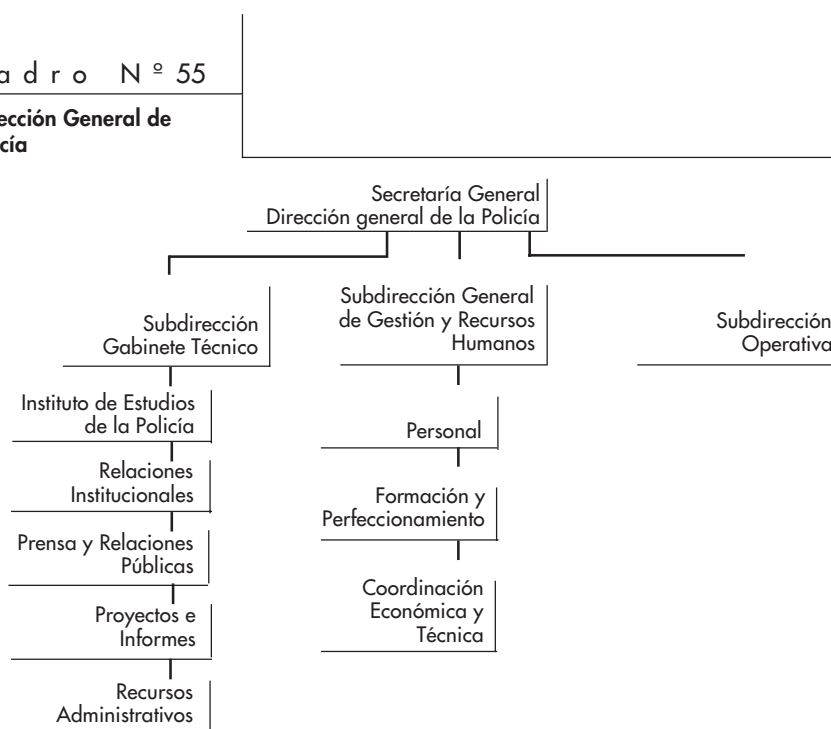 a d r o N º 55
ección General de
cía
Secretaría General
Dirección general de la Policía
Subdirección
Gabinete Técnico
Subdirección General
de Gestión y Recursos
Humanos
Subdirección
Operativa
Instituto de Estudios
de la Policía
Relaciones
Institucionales
Prensa y Relaciones
Públicas
Proyectos e
Informes
Recursos
Administrativos
Personal
Formación y
Perfeccionamiento
Coordinación
Económica y
Técnica